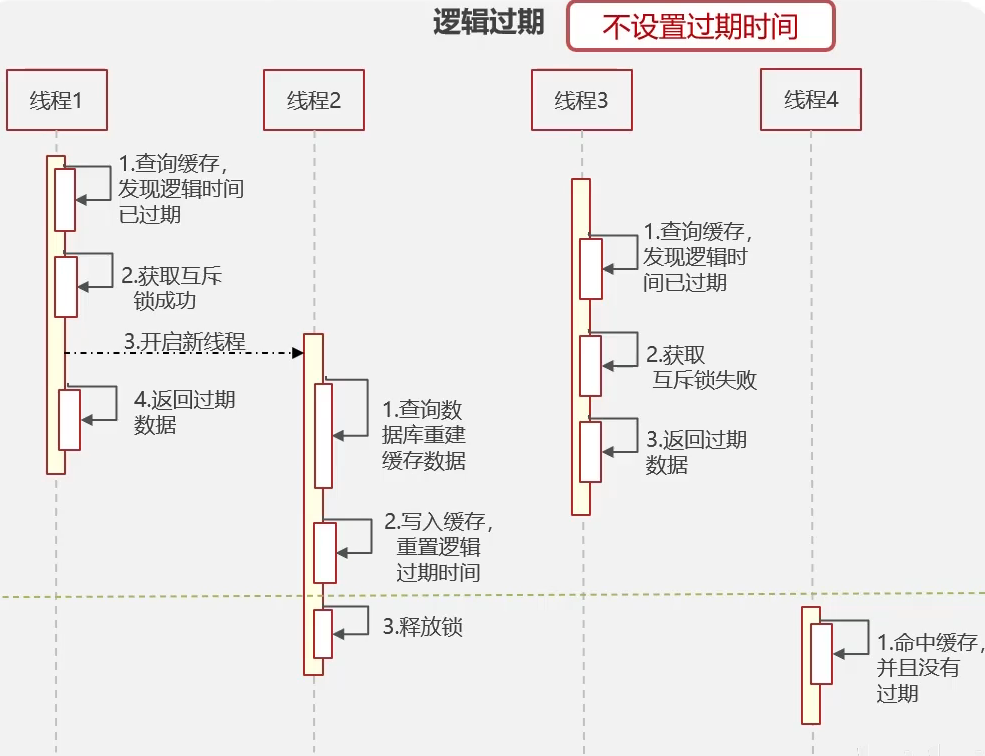 逻辑过期
不设置过期时间
线程1
线程2
线程3
线程4
1.查询缓存,
发现逻辑时间
已过期
2.获取互斥
锁成功
3.开启新线程
4.返回过期
数据
1.查询数
据库重建
缓存数据
2.写入缓存,
重置逻辑
过期时间
3.释放锁
1.查询缓存,
发现逻辑时
间已过期
2.获取
互斥锁失败
3.返回过期
数据
1.命中缓存,
并且没有
过期